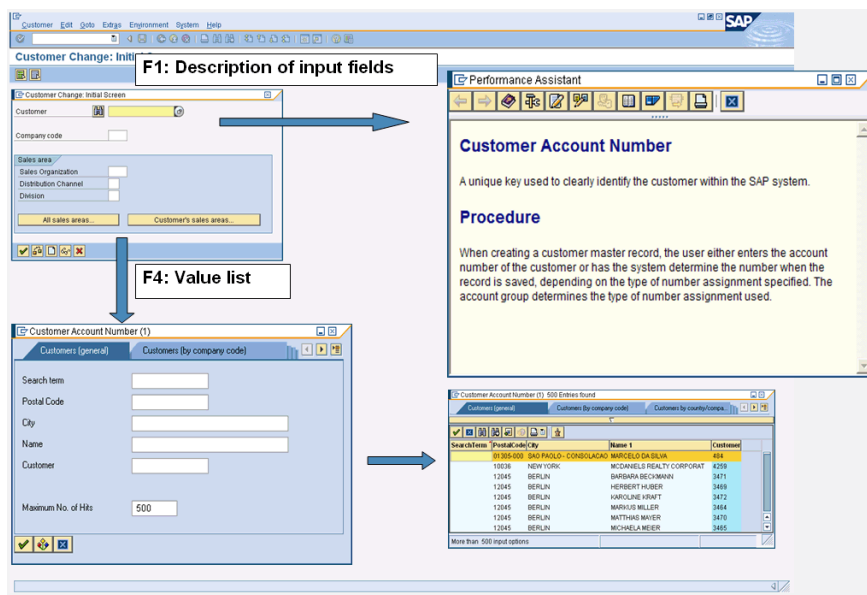 Customer Edit Goto Extras Environment System Help
SAP
Customer Change: Initi
F1: Description of input fields
Customer Change: Initial Screen
Customer
Company code
Sales area
Sales Organization
Distribution Channel
Division
All sales areas... Customer's sales areas...
Performance Assistant
Customer Account Number
A unique key used to clearly identify the customer within the SAP system.
Procedure
When creating a customer master record, the user either enters the account
number of the customer or has the system determine the number when the
record is saved, depending on the type of number assignment specified. The
account group determines the type of number assignment used.
F4: Value list
Customer Account Number (1)
Customers (general) Customers (by company code)
Search term
Postal Code
City
Name
Customer
Maximum No. of Hits 500
Customer Account Number (1) 500 Entries found
Customers (general) Customers (by company code) Customers by country/compa...
SearchTerm PostalCode City Name 1 Customer
01305-000 SAO PAOLO - CONSOLACAO MARCELO DA SILVA 484
10036 NEW YORK MCDANIELS REALTY CORPORAT 4259
12045 BERLIN BARBARA BECKMANN 3471
12045 BERLIN HERBERT HUBER 3469
12045 BERLIN KAROLINE KRAFT 3472
12045 BERLIN MARKUS MILLER 3464
12045 BERLIN MATTHIAS MAYER 3470
12045 BERLIN MICHAELA MEIER 3465
More than 500 input options